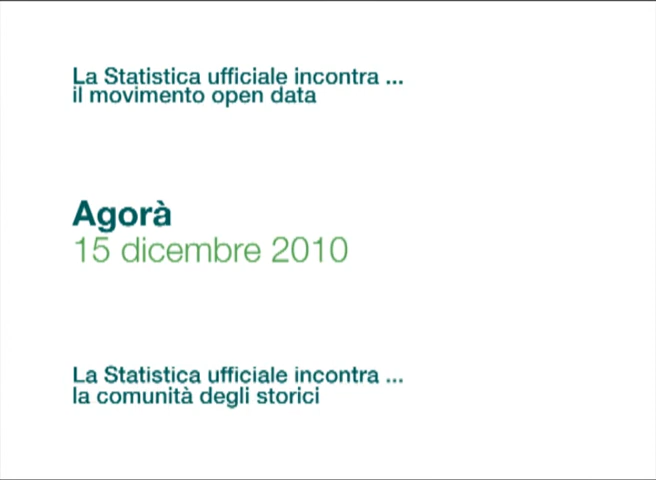 La Statistica ufficiale incontra ...
il movimento open data
Agorà
15 dicembre 2010
La Statistica ufficiale incontra ...
la comunità degli storici